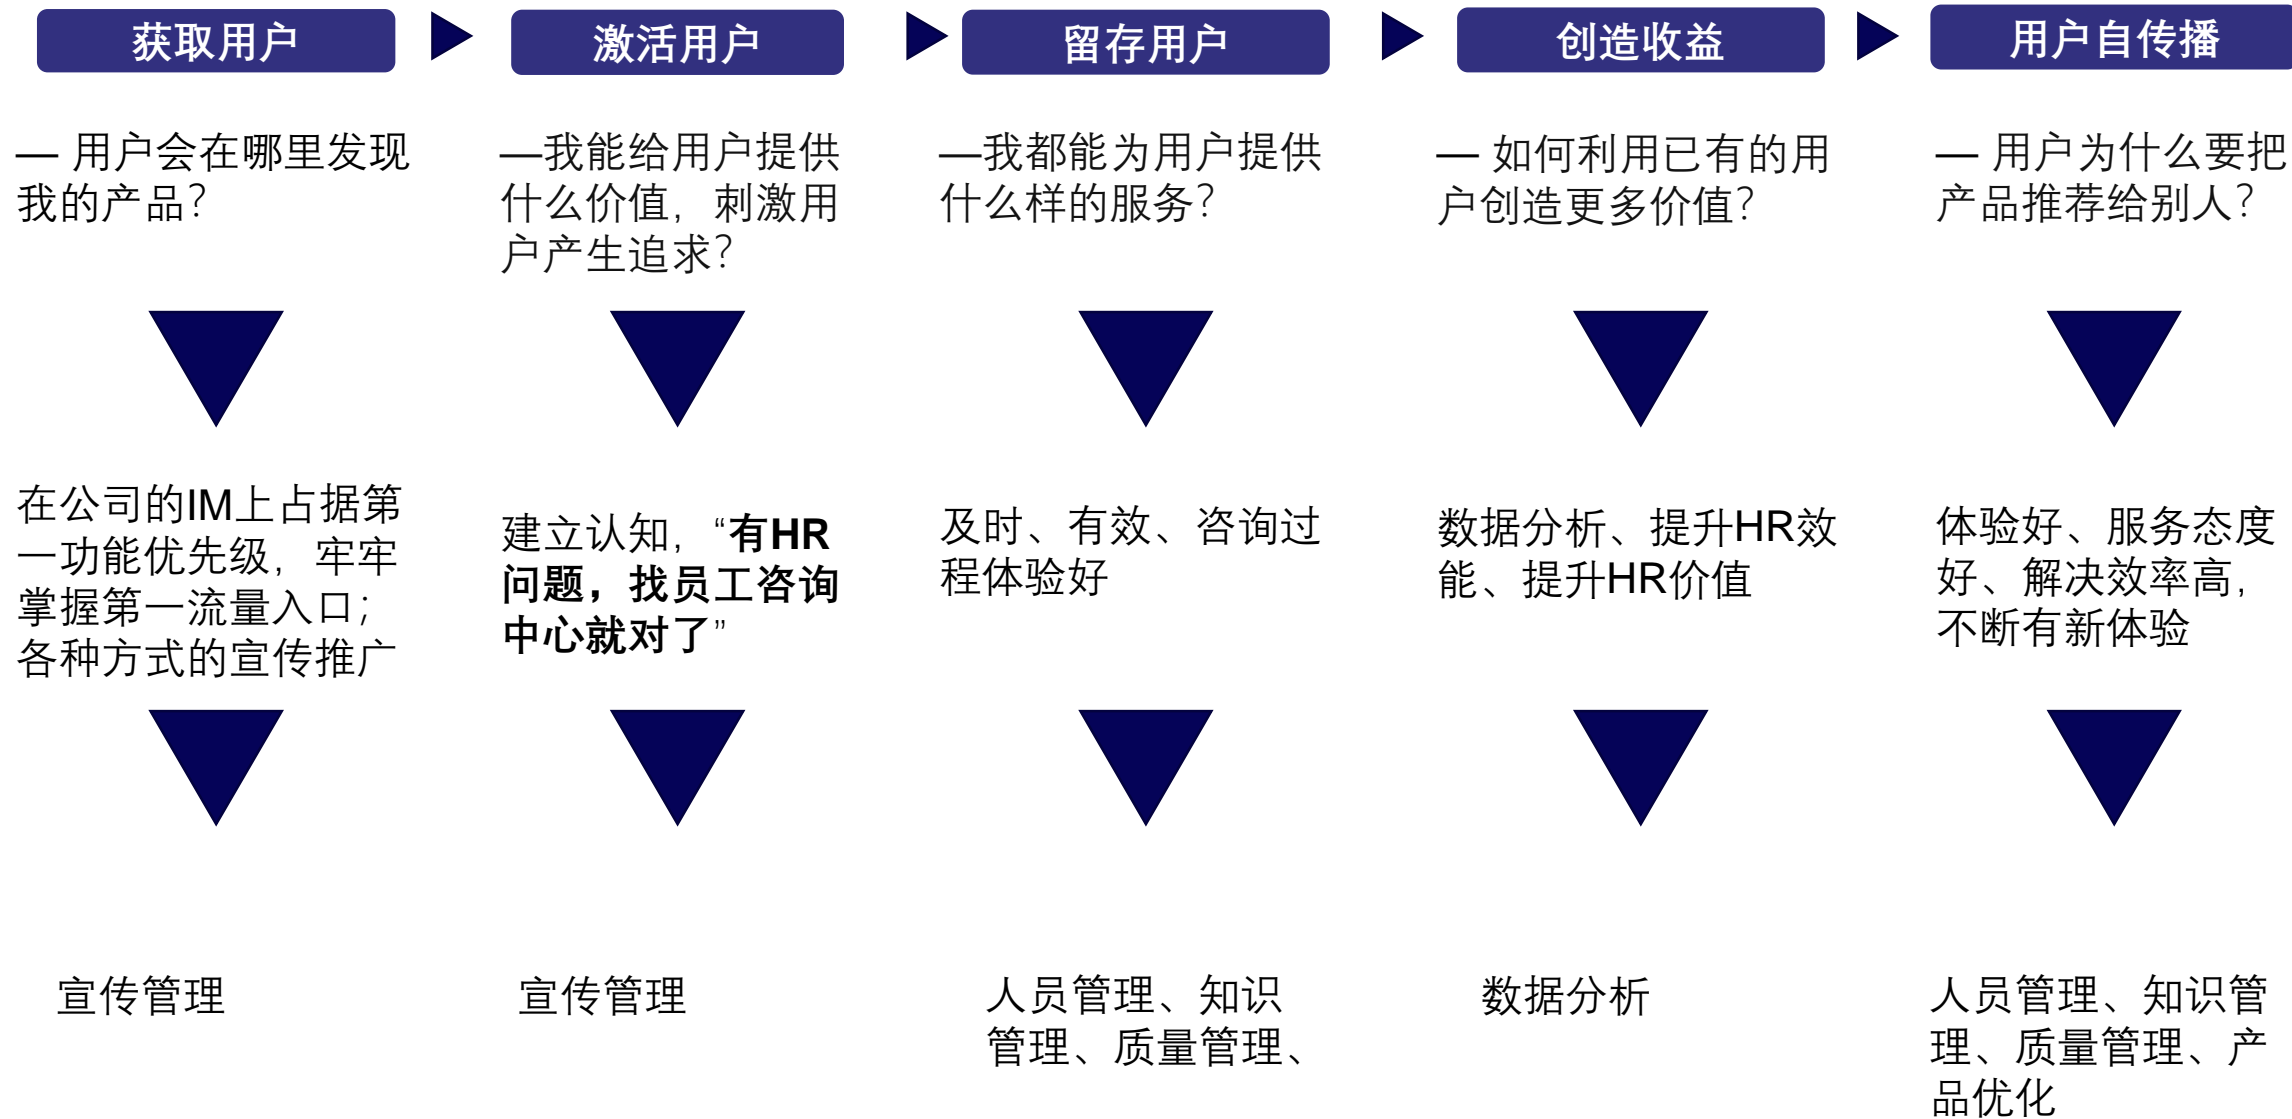 获取用户
激活用户
留存用户
创造收益
用户自传播
— 用户会在哪里发现
我的产品？
—我能给用户提供
什么价值，刺激用
户产生追求？
—我都能为用户提供
什么样的服务？
— 如何利用已有的用
户创造更多价值？
— 用户为什么要把
产品推荐给别人？
在公司的IM上占据第
一功能优先级，牢牢
掌握第一流量入口；
各种方式的宣传推广
建立认知，“有HR
问题，找员工咨询
中心就对了”
及时、有效、咨询过
程体验好
数据分析、提升HR效
能、提升HR价值
体验好、服务态度
好、解决效率高，
不断有新体验
宣传管理
宣传管理
人员管理、知识
管理、质量管理、
数据分析
人员管理、知识管
理、质量管理、产
品优化